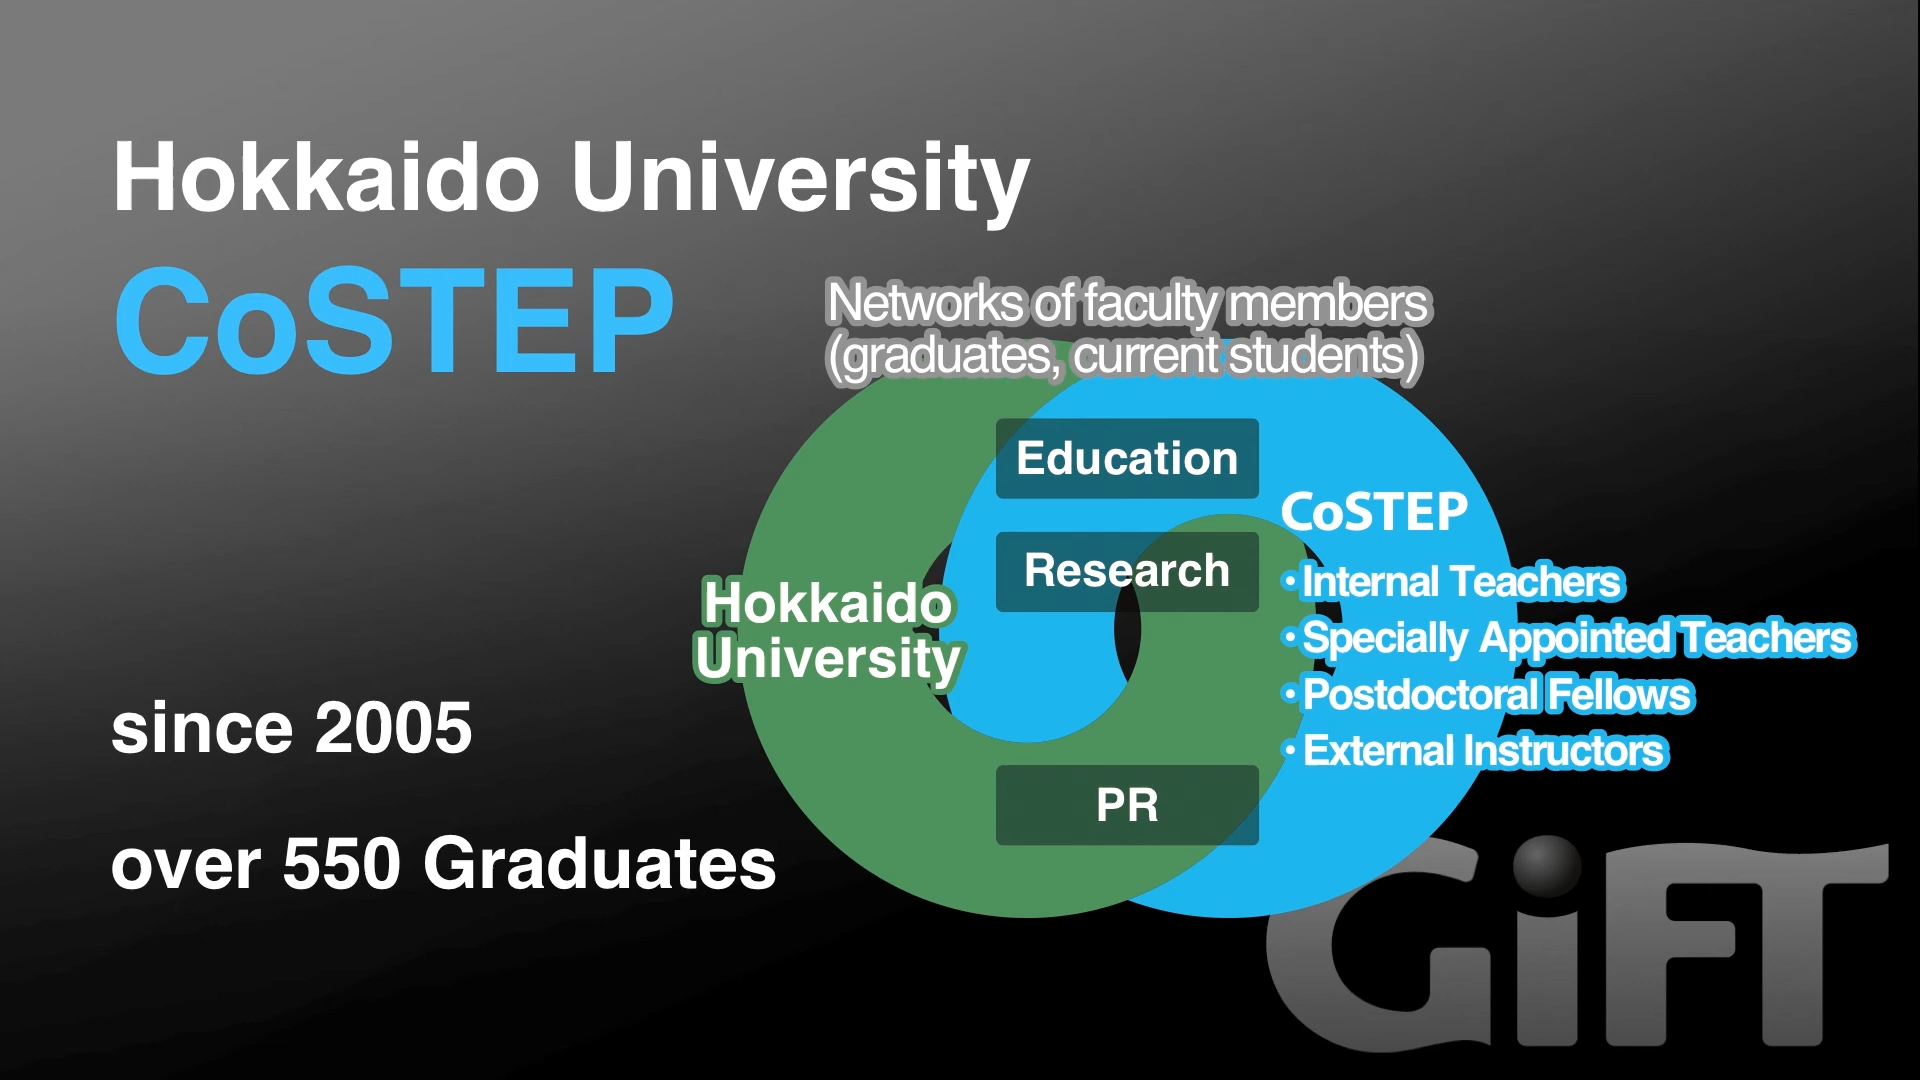 Hokkaido University
CoSTEP
Networks of faculty members
(graduates, current students)
Education
Research
PR
Hokkaido
University
CoSTEP
・Internal Teachers
・Specially Appointed Teachers
・Postdoctoral Fellows
・External Instructors
since 2005
over 550 Graduates
GiFT